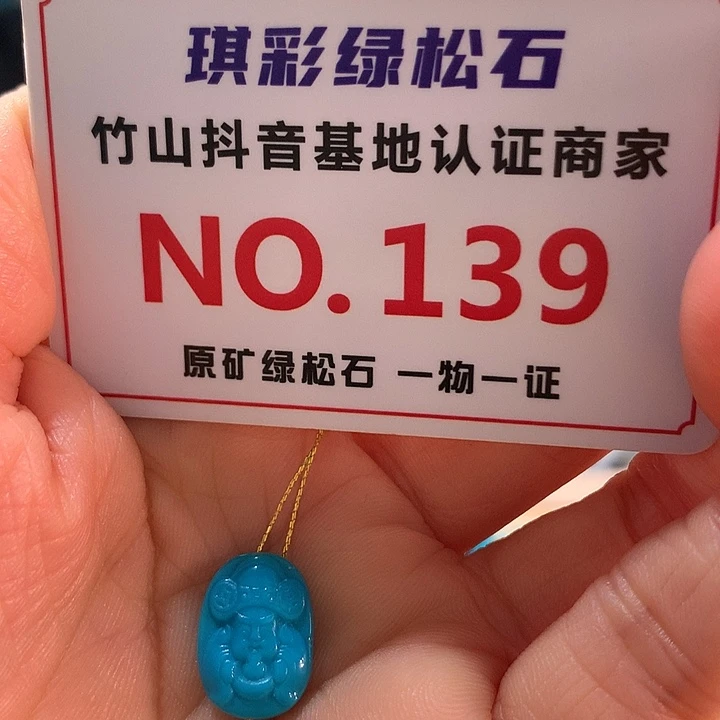 琪彩绿松石
竹山抖音基地认证商家
NO.139
原矿绿松石 一物一证